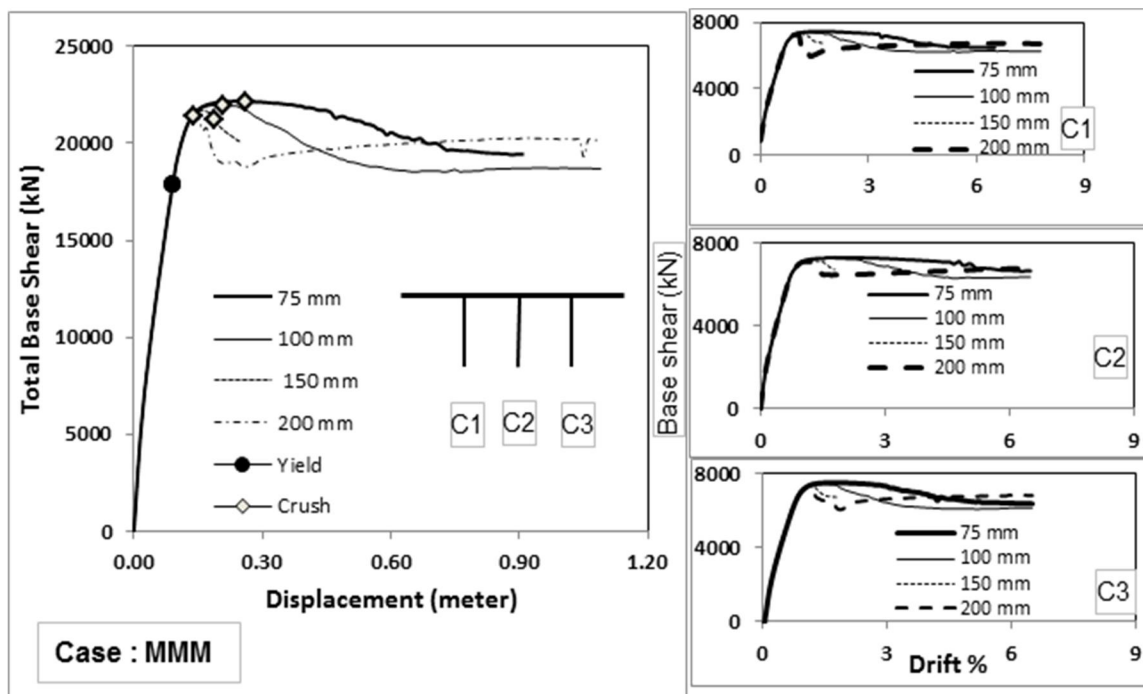 25000
20000
15000
10000
5000
0
Total Base Shear (kN)
75 mm
100 mm
150 mm
200 mm
Yield
Crush
C1 C2 C3
0.00 0.30 0.60 0.90 1.20
Displacement (meter)
Case : MMM
Base shear (kN)
8000
4000
0
75 mm
100 mm
150 mm
200 mm
C1
0 3 6 9
8000
4000
0
75 mm
100 mm
150 mm
200 mm
C2
0 3 6 9
8000
4000
0
75 mm
100 mm
150 mm
200 mm
C3
0 3 6 9
Drift %